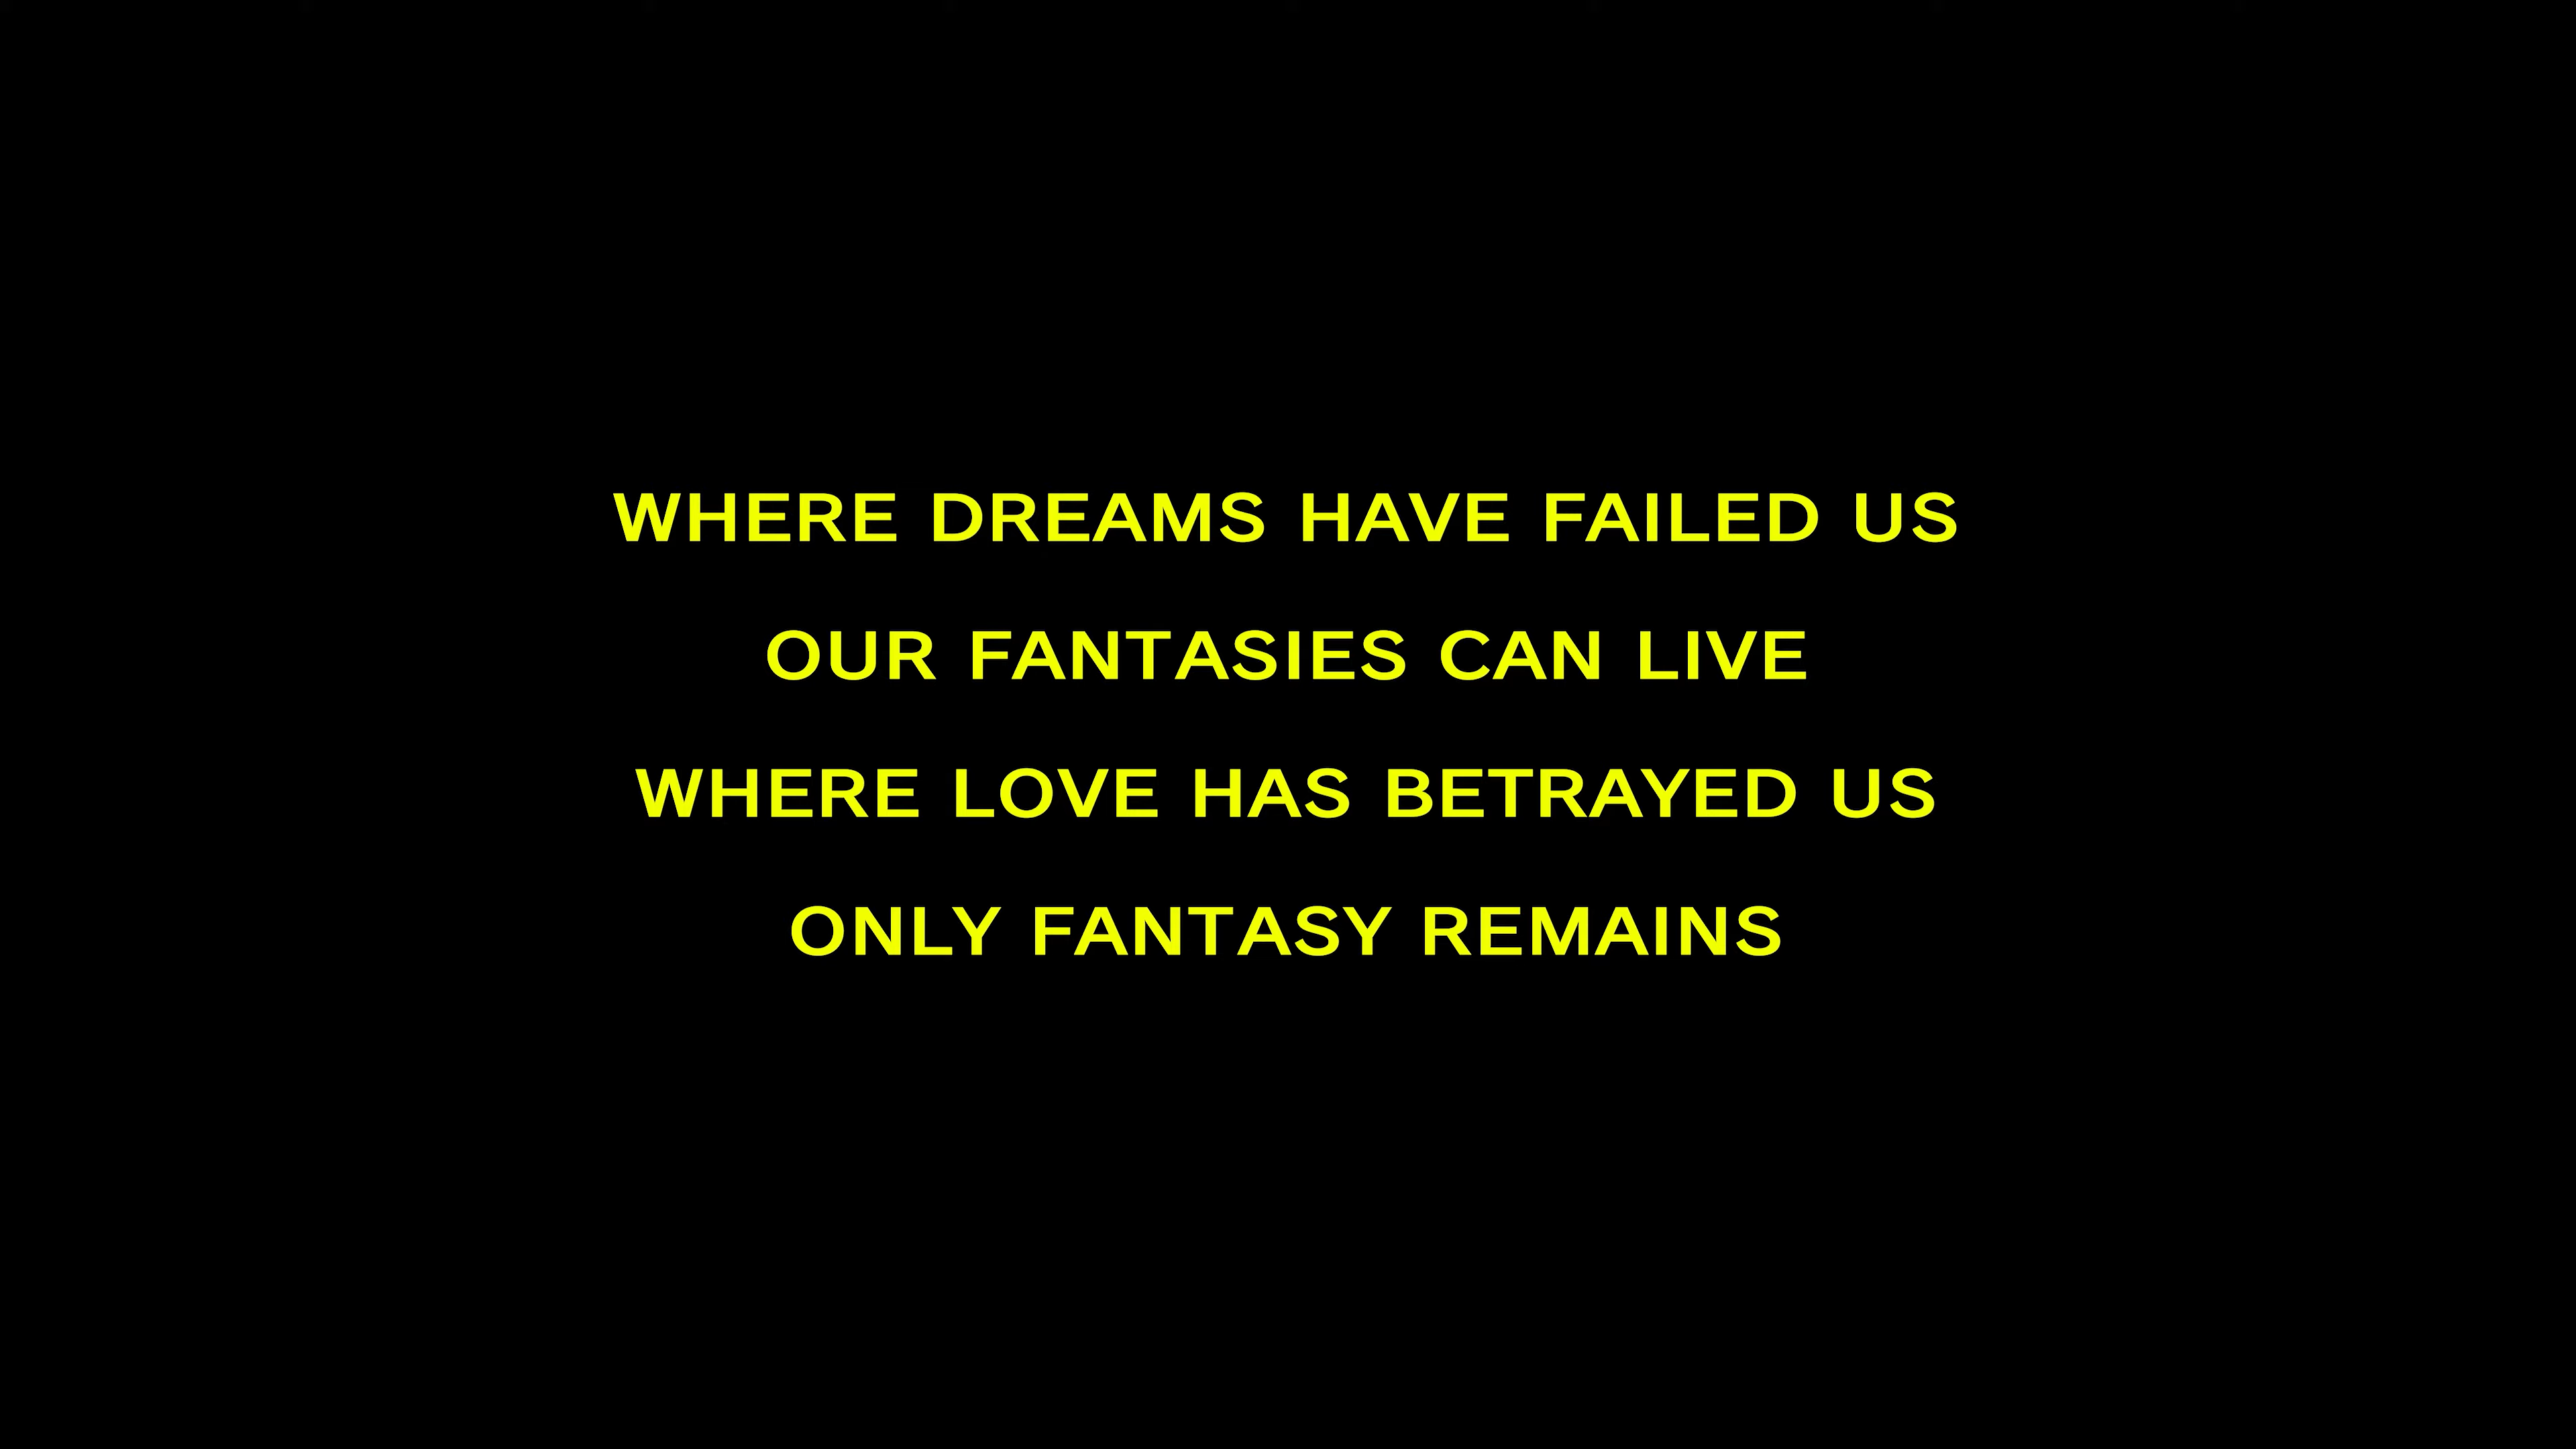 WHERE DREAMS HAVE FAILED US
OUR FANTASIES CAN LIVE
WHERE LOVE HAS BETRAYED US
ONLY FANTASY REMAINS